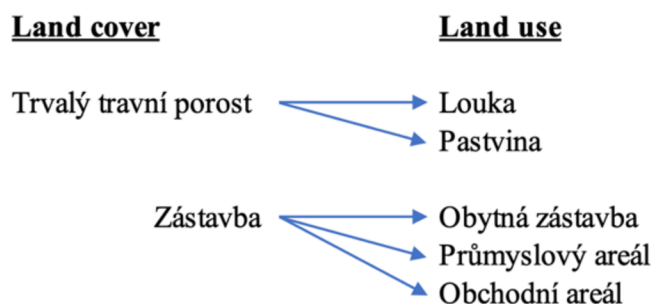 Land cover Land use
Trvalý travní porost Louka
Pastvina
Zástavba Obytná zástavba
Průmyslový areál
Obchodní areál